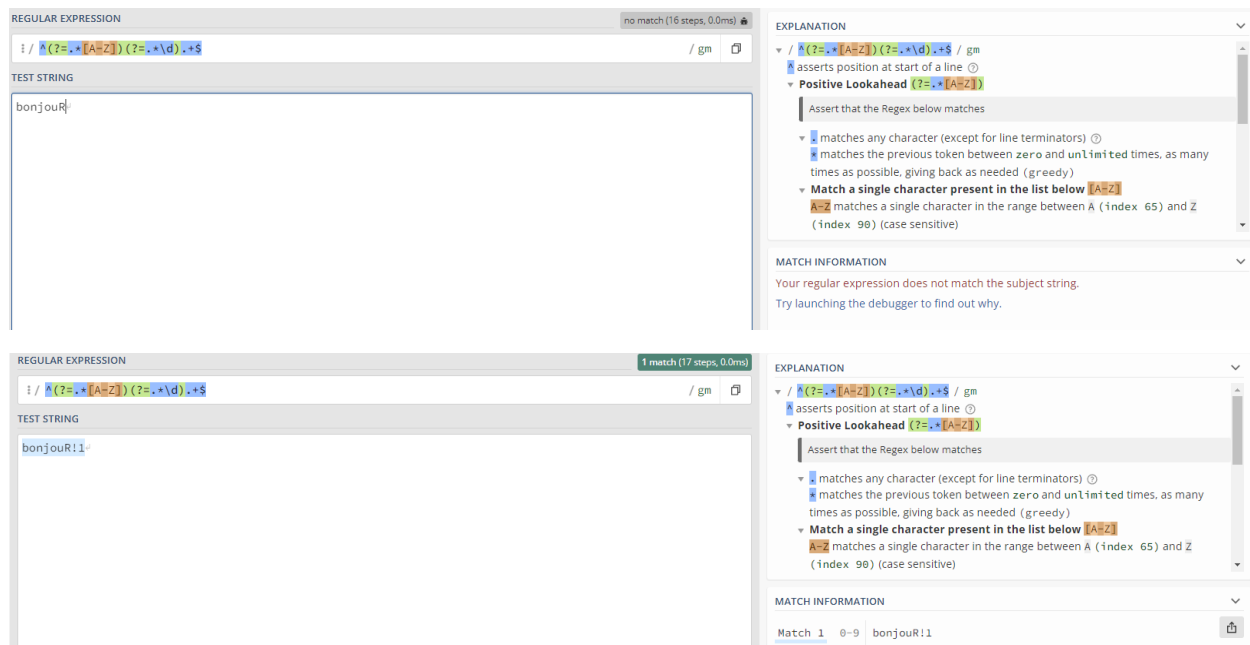 REGULAR EXPRESSION
no match (16 steps, 0.0ms)
/ ^(?=.*[A-Z])(?=.*\d).+$ / gm
TEST STRING
bonjouR
EXPLANATION
/ ^(?=.*[A-Z])(?=.*\d).+$ / gm
^ asserts position at start of a line
Positive Lookahead (?=.*[A-Z])
Assert that the Regex below matches
. matches any character (except for line terminators)
* matches the previous token between zero and unlimited times, as many
times as possible, giving back as needed (greedy)
Match a single character present in the list below [A-Z]
A-Z matches a single character in the range between A (index 65) and Z
(index 90) (case sensitive)
MATCH INFORMATION
Your regular expression does not match the subject string.
Try launching the debugger to find out why.
REGULAR EXPRESSION
1 match (17 steps, 0.0ms)
/ ^(?=.*[A-Z])(?=.*\d).+$ / gm
TEST STRING
bonjouR!1
EXPLANATION
/ ^(?=.*[A-Z])(?=.*\d).+$ / gm
^ asserts position at start of a line
Positive Lookahead (?=.*[A-Z])
Assert that the Regex below matches
. matches any character (except for line terminators)
* matches the previous token between zero and unlimited times, as many
times as possible, giving back as needed (greedy)
Match a single character present in the list below [A-Z]
A-Z matches a single character in the range between A (index 65) and Z
(index 90) (case sensitive)
MATCH INFORMATION
Match 1 0-9 bonjouR!1